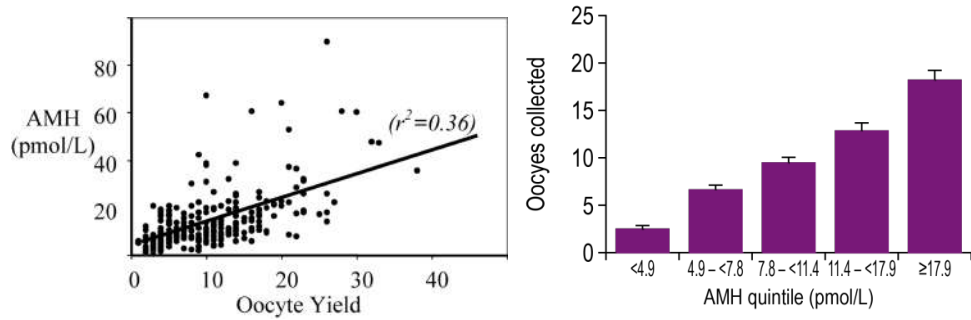 80
60
40
20
AMH
(pmol/L)
(r²=0.36)
0 10 20 30 40
Oocyte Yield
25
20
15
10
5
0
Oocyes collected
<4.9 4.9 – <7.8 7.8 – <11.4 11.4 – <17.9 ≥17.9
AMH quintile (pmol/L)